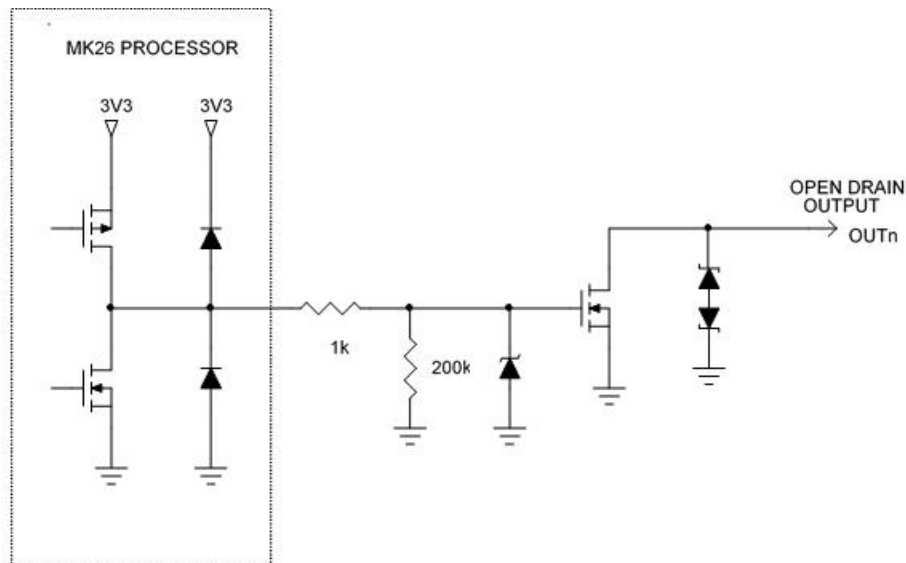 MK26 PROCESSOR
3V3 3V3
OPEN DRAIN
OUTPUT
OUTn
1k
200k